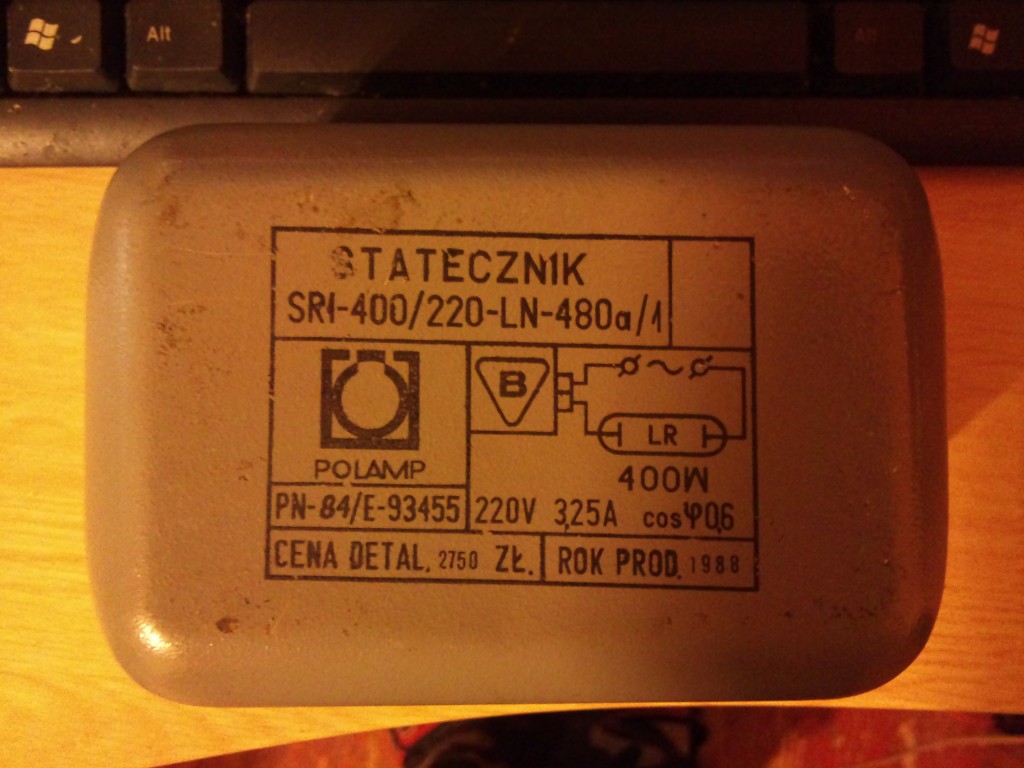 Alt
Alt
STATECZNIK
SRI-400/220-LN-480a/1
B
LR
400W
POLAMP
PN-84/E-93455
220V 3,25A cosφ0,6
CENA DETAL. 2750 ZŁ.
ROK PROD. 1988